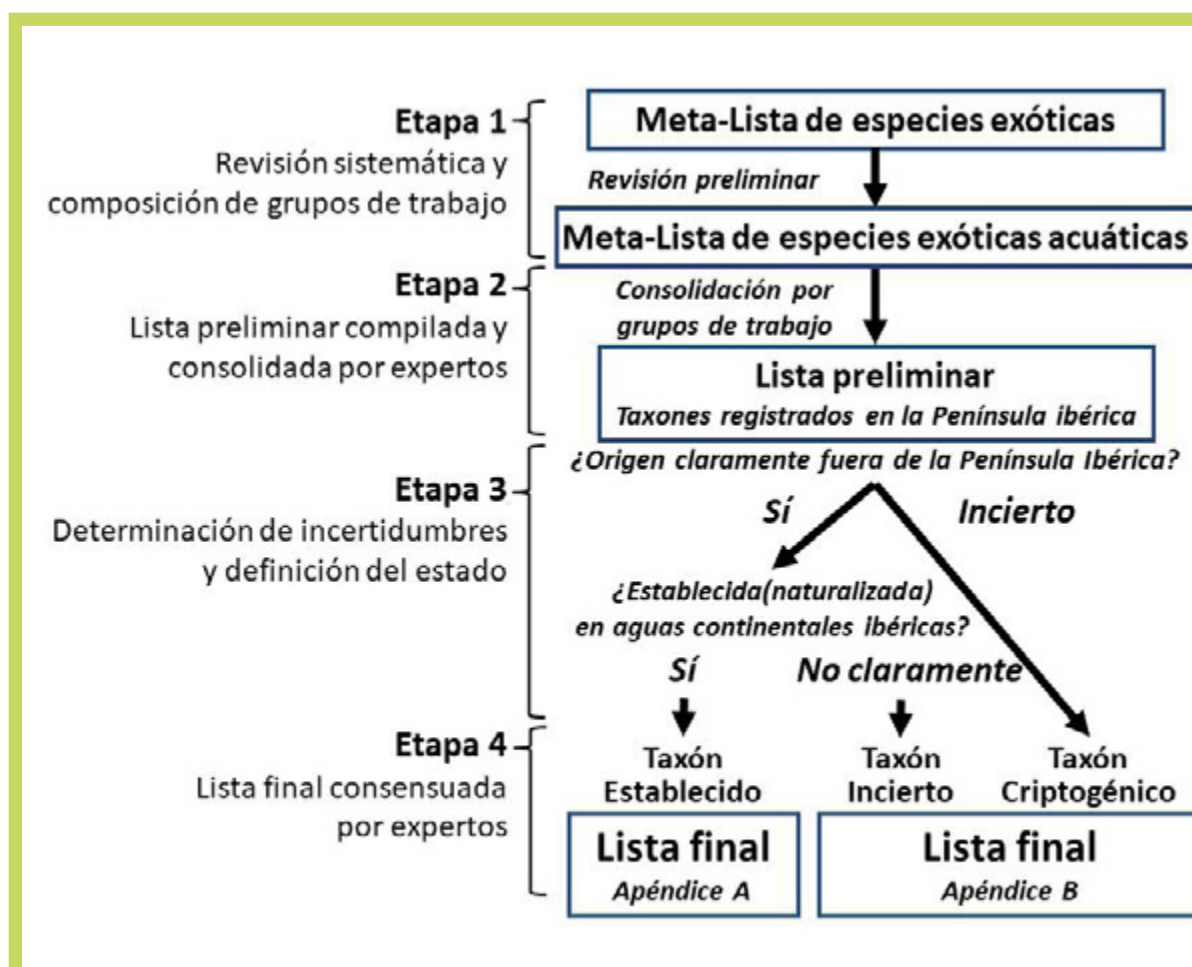 Etapa 1
Revisión sistemática y
composición de grupos de trabajo
Meta-Lista de especies exóticas
Revisión preliminar
Meta-Lista de especies exóticas acuáticas
Etapa 2
Lista preliminar compilada y
consolidada por expertos
Consolidación por
grupos de trabajo
Lista preliminar
Taxones registrados en la Península ibérica
Etapa 3
Determinación de incertidumbres
y definición del estado
¿Origen claramente fuera de la Península Ibérica?
Sí
Incierto
¿Establecida(naturalizada)
en aguas continentales ibéricas?
Sí
No claramente
Etapa 4
Lista final consensuada
por expertos
Taxón
Establecido
Taxón
Incierto
Taxón
Criptogénico
Lista final
Apéndice A
Lista final
Apéndice B